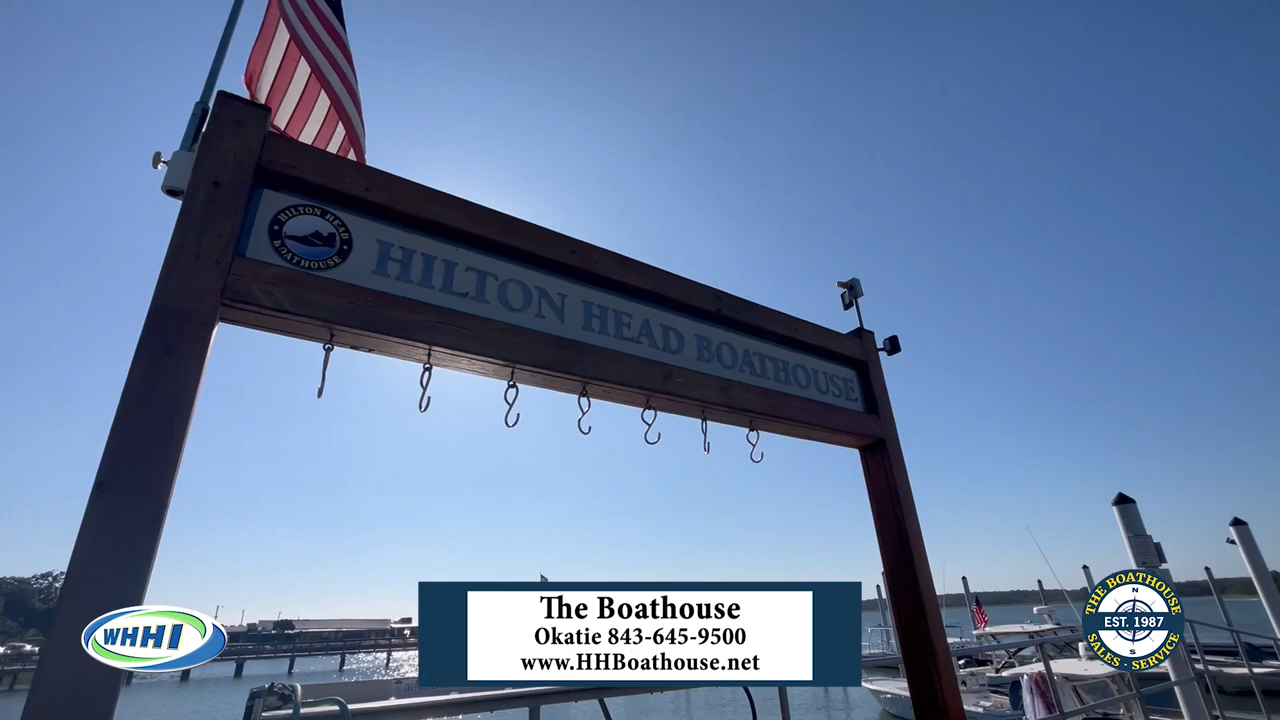 HILTON HEAD
BOATHOUSE
HILTON HEAD BOATHOUSE
WHHI
The Boathouse
Okatie 843-645-9500
www.HHBoathouse.net
THE BOATHOUSE
N
EST. 1987
S
SALES - SERVICE